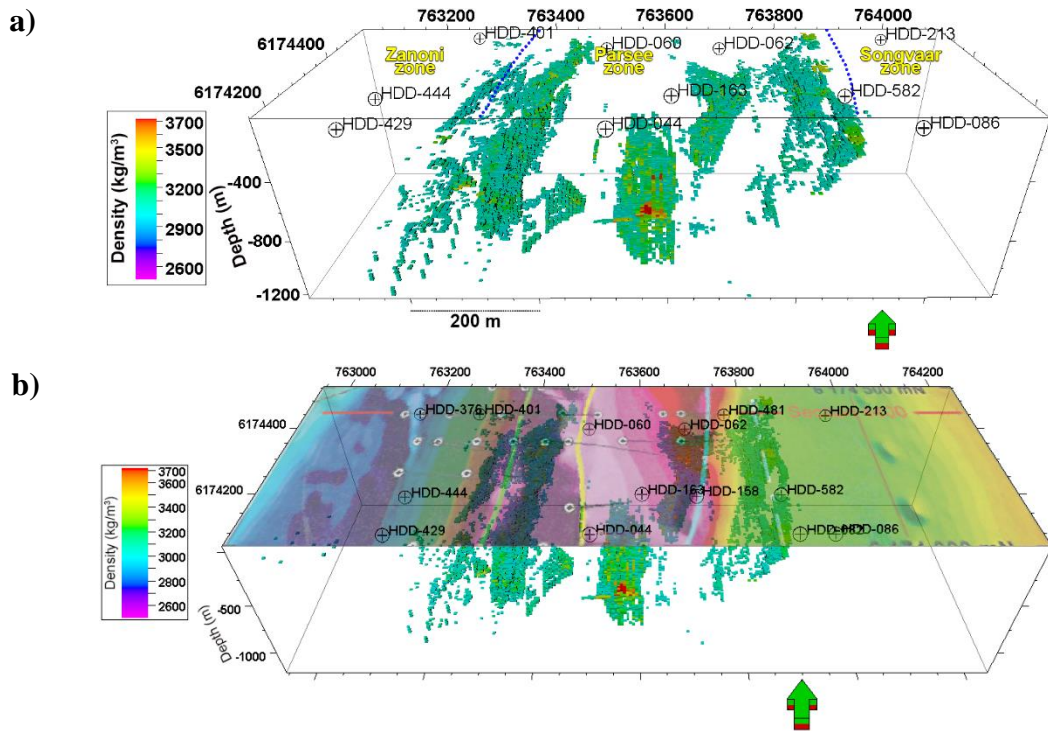 a)
763200 763400 763600 763800 764000
6174400
6174200
HDD-401
HDD-060
HDD-062
HDD-213
Zanoni
zone
Parsee
zone
Songvaar
zone
HDD-444
HDD-163
HDD-582
HDD-429
HDD-044
HDD-086
Density (kg/m³)
3700
3500
3200
2900
2600
Depth (m)
-400
-800
-1200
200 m
b)
763000 763200 763400 763600 763800 764000 764200
6174400
6174200
HDD-376
HDD-401
HDD-060
HDD-062
HDD-481
HDD-213
HDD-444
HDD-163
HDD-158
HDD-582
HDD-429
HDD-044
HDD-086
Density (kg/m³)
3700
3600
3400
3200
3000
2800
2600
Depth (m)
-500
-1000